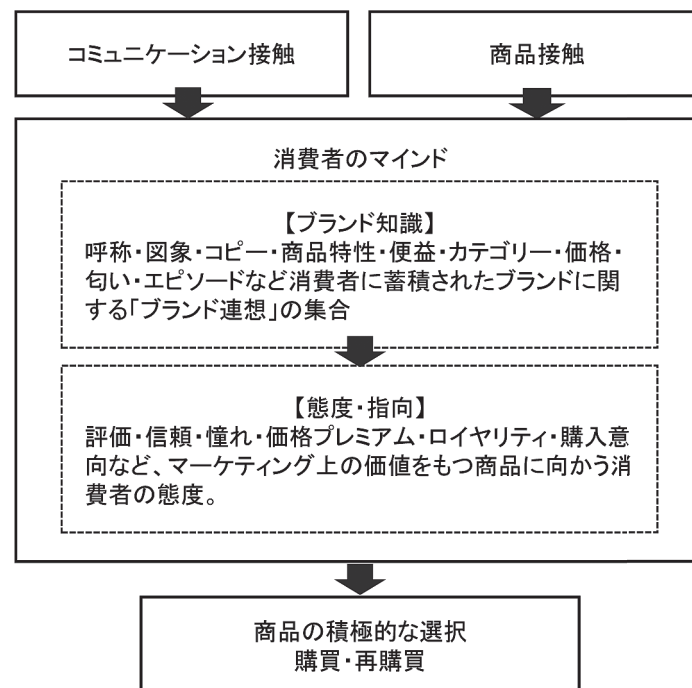 コミュニケーション接触
商品接触
消費者のマインド
【ブランド知識】
呼称・図象・コピー・商品特性・便益・カテゴリー・価格・
匂い・エピソードなど消費者に蓄積されたブランドに関
する「ブランド連想」の集合
【態度・指向】
評価・信頼・憧れ・価格プレミアム・ロイヤリティ・購入意
向など、マーケティング上の価値をもつ商品に向かう消
費者の態度。
商品の積極的な選択
購買・再購買